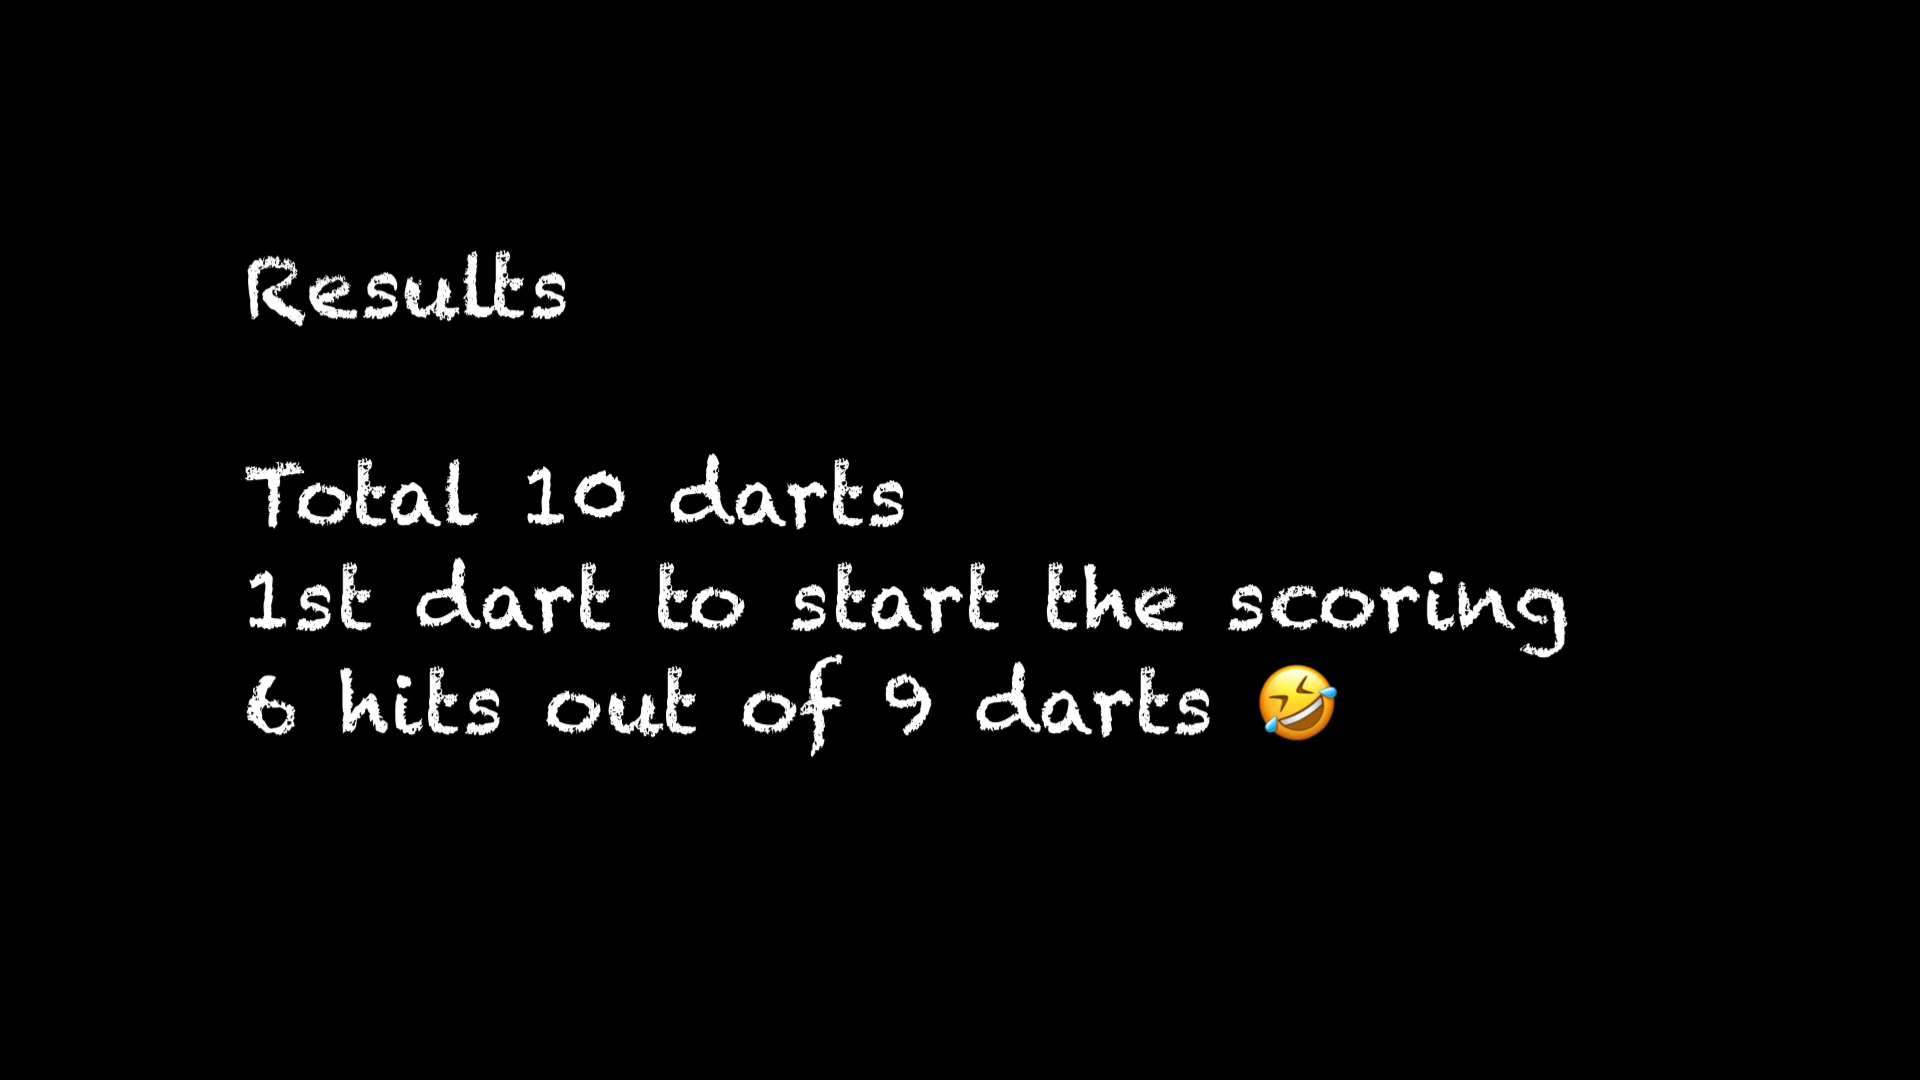 Results
Total 10 darts
1st dart to start the scoring
6 hits out of 9 darts 🤣